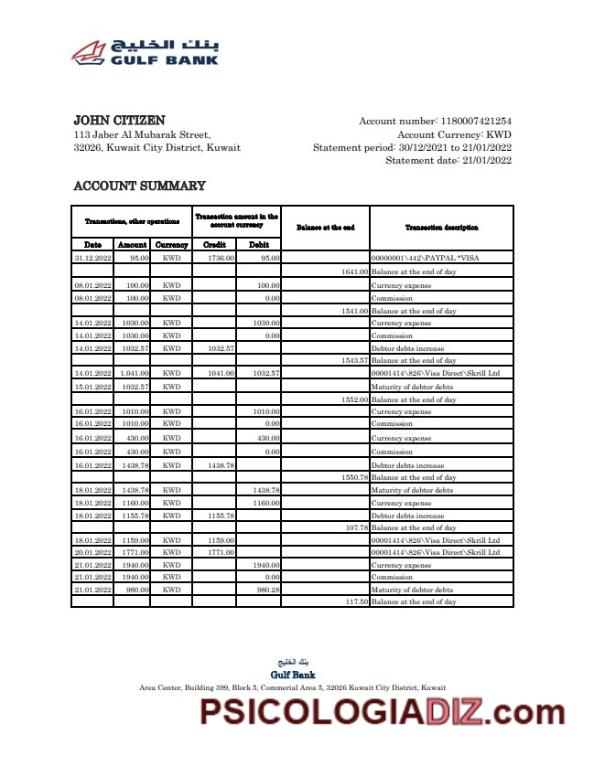 بنك الخليج
GULF BANK
JOHN CITIZEN
113 Jaber Al Mubarak Street,
32026, Kuwait City District, Kuwait
Account number: 1180007421254
Account Currency: KWD
Statement period: 30/12/2021 to 21/01/2022
Statement date: 21/01/2022
ACCOUNT SUMMARY
Transactions, other operations Transaction amount in the account currency Balance at the end Transaction description
Date Amount Currency Credit Debit
31.12.2022 95.00 KWD 1736.00 95.00 00000001\442\PAYPAL *VISA
1641.00 Balance at the end of day
08.01.2022 100.00 KWD 100.00 Currency expense
08.01.2022 100.00 KWD 0.00 Commission
1541.00 Balance at the end of day
14.01.2022 1030.00 KWD 1030.00 Currency expense
14.01.2022 1030.00 KWD 0.00 Commission
14.01.2022 1032.57 KWD 1032.57 Debtor debts increase
1543.57 Balance at the end of day
14.01.2022 1.041.00 KWD 1041.00 1032.57 00001414\826\Visa Direct\Skrill Ltd
15.01.2022 1032.57 KWD Maturity of debtor debts
1552.00 Balance at the end of day
16.01.2022 1010.00 KWD 1010.00 Currency expense
16.01.2022 1010.00 KWD 0.00 Commission
16.01.2022 430.00 KWD 430.00 Currency expense
16.01.2022 430.00 KWD 0.00 Commission
16.01.2022 1438.78 KWD 1438.78 Debtor debts increase
1550.78 Balance at the end of day
18.01.2022 1438.78 KWD 1438.78 Maturity of debtor debts
18.01.2022 1160.00 KWD 1160.00 Currency expense
18.01.2022 1155.78 KWD 1155.78 Debtor debts increase
107.78 Balance at the end of day
18.01.2022 1159.00 KWD 1159.00 00001414\826\Visa Direct\Skrill Ltd
20.01.2022 1771.00 KWD 1771.00 00001414\826\Visa Direct\Skrill Ltd
21.01.2022 1940.00 KWD 1940.00 Currency expense
21.01.2022 1940.00 KWD 0.00 Commission
21.01.2022 980.00 KWD 980.28 Maturity of debtor debts
117.50 Balance at the end of day
بنك الخليج
Gulf Bank
Area Center, Building 399, Block 5, Commerial Area 5, 32026 Kuwait City District, Kuwait
PSICOLOGIADIZ.com